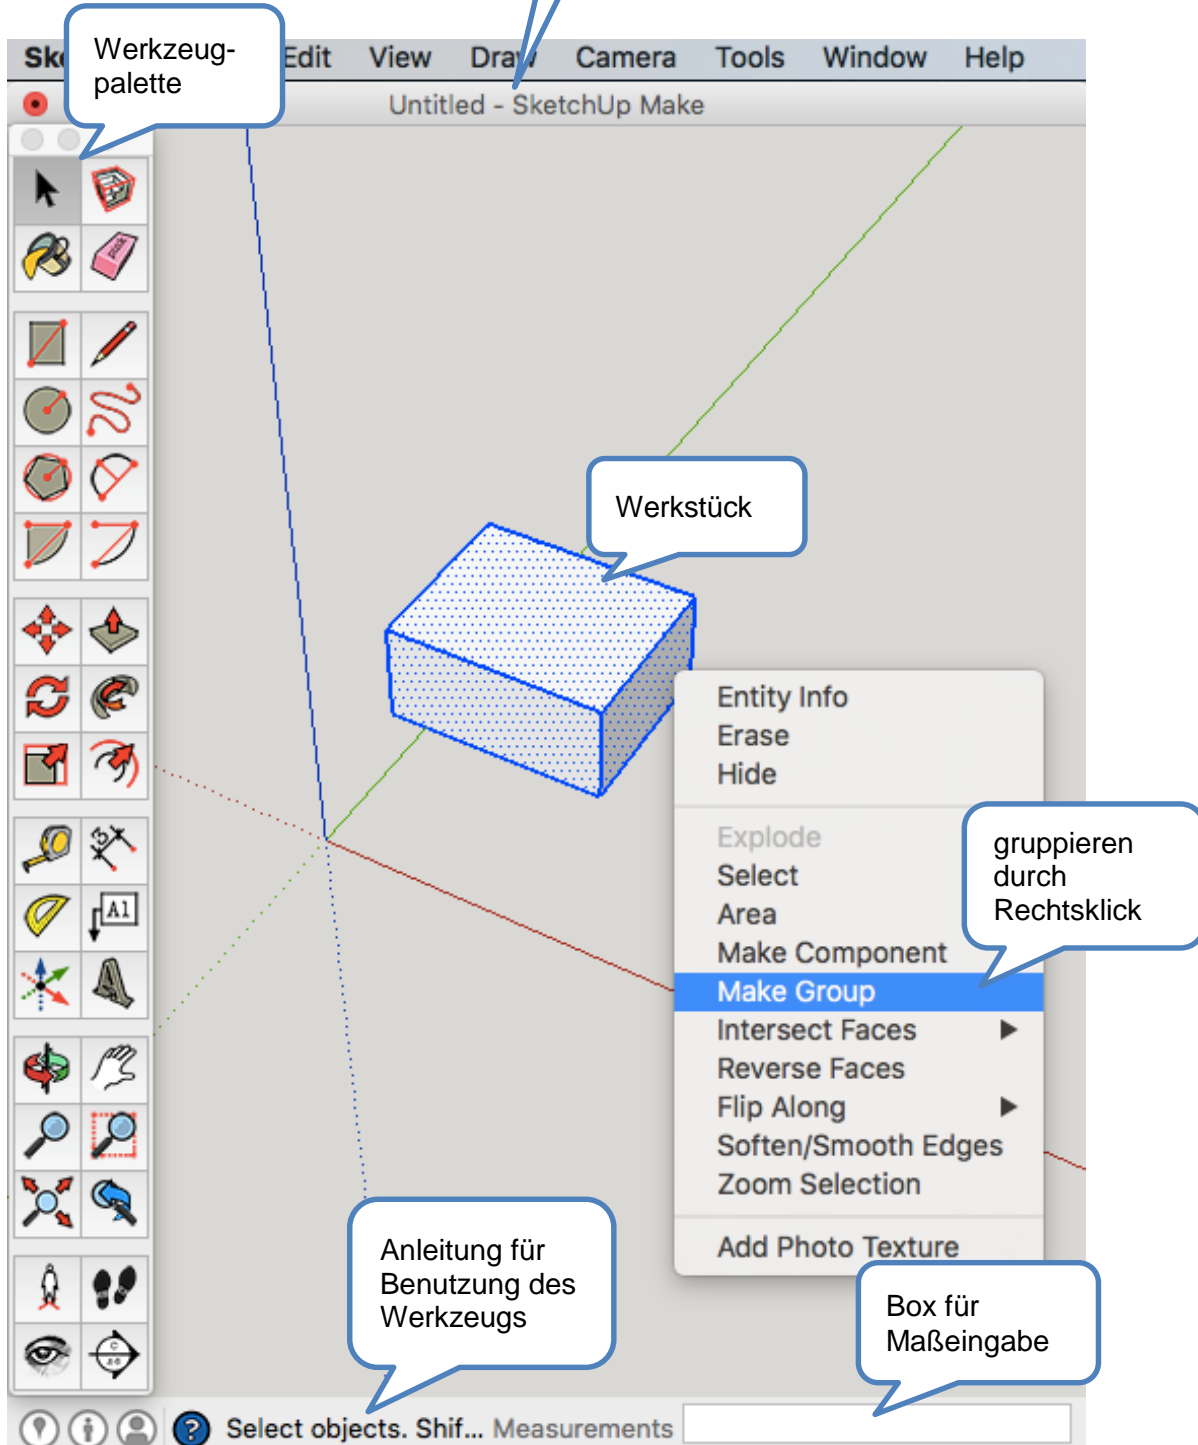 Werkzeug-
palette
Edit View Draw Camera Tools Window Help
Untitled - SketchUp Make
Werkstück
Entity Info
Erase
Hide
Explode
Select
Area
Make Component
Make Group
Intersect Faces
Reverse Faces
Flip Along
Soften/Smooth Edges
Zoom Selection
Add Photo Texture
gruppieren
durch
Rechtsklick
A1
Anleitung für
Benutzung des
Werkzeugs
Box für
Maßeingabe
Select objects. Shif... Measurements